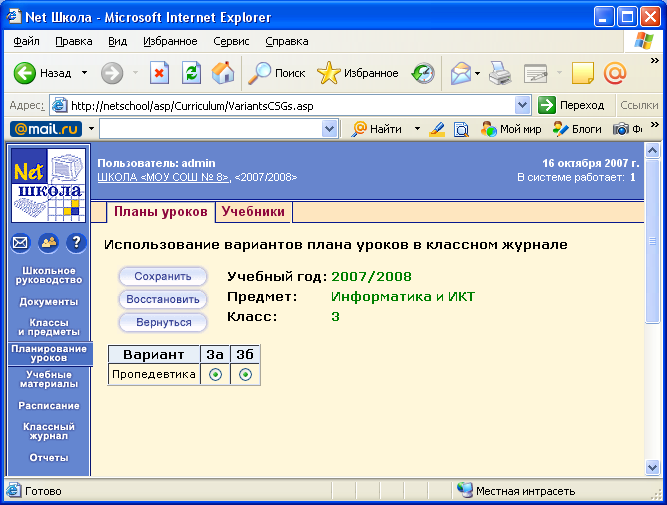 Net Школа - Microsoft Internet Explorer
Файл Правка Вид Избранное Сервис Справка
Назад Поиск Избранное
Адрес: http://netschool/asp/Curriculum/VariantsCSGs.asp Переход Ссылки
@mail.ru Найти Мой мир Блоги
Net
школа
Пользователь: admin 16 октября 2007 г.
ШКОЛА <МОУ СОШ № 8>, <2007/2008> В системе работает: 1
Планы уроков Учебники
Использование вариантов плана уроков в классном журнале
Сохранить Учебный год: 2007/2008
Восстановить Предмет: Информатика и ИКТ
Вернуться Класс: 3
Вариант 3а 3б
Пропедевтика
Школьное
руководство
Документы
Классы
и предметы
Планирование
уроков
Учебные
материалы
Расписание
Классный
журнал
Отчеты
Готово Местная интрасеть